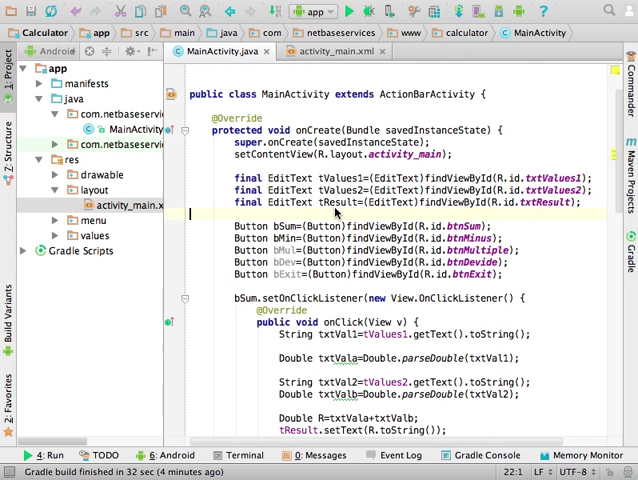 app
Calculator
app
src
main
java
com
netbaseservices
www
calculator
MainActivity
Android
MainActivity.java
activity_main.xml
1: Project
Z: Structure
Build Variants
2: Favorites
Commander
Maven Projects
Gradle
app
manifests
java
com.netbaseservic
MainActivity
com.netbaseservic
res
drawable
layout
activity_main.x
menu
values
Gradle Scripts
public class MainActivity extends ActionBarActivity {
@Override
protected void onCreate(Bundle savedInstanceState) {
super.onCreate(savedInstanceState);
setContentView(R.layout.activity_main);
final EditText tValues1=(EditText)findViewById(R.id.txtValues1);
final EditText tValues2=(EditText)findViewById(R.id.txtValues2);
final EditText tResult=(EditText)findViewById(R.id.txtResult);
Button bSum=(Button)findViewById(R.id.btnSum);
Button bMin=(Button)findViewById(R.id.btnMinus);
Button bMul=(Button)findViewById(R.id.btnMultiple);
Button bDev=(Button)findViewById(R.id.btnDevide);
Button bExit=(Button)findViewById(R.id.btnExit);
bSum.setOnClickListener(new View.OnClickListener() {
@Override
public void onClick(View v) {
String txtVal1=tValues1.getText().toString();
Double txtVala=Double.parseDouble(txtVal1);
String txtVal2=tValues2.getText().toString();
Double txtValb=Double.parseDouble(txtVal2);
Double R=txtVala+txtValb;
tResult.setText(R.toString());
4: Run
TODO
6: Android
Terminal
0: Messages
Event Log
Gradle Console
Memory Monitor
Gradle build finished in 32 sec (4 minutes ago)
22:1
LF
UTF-8